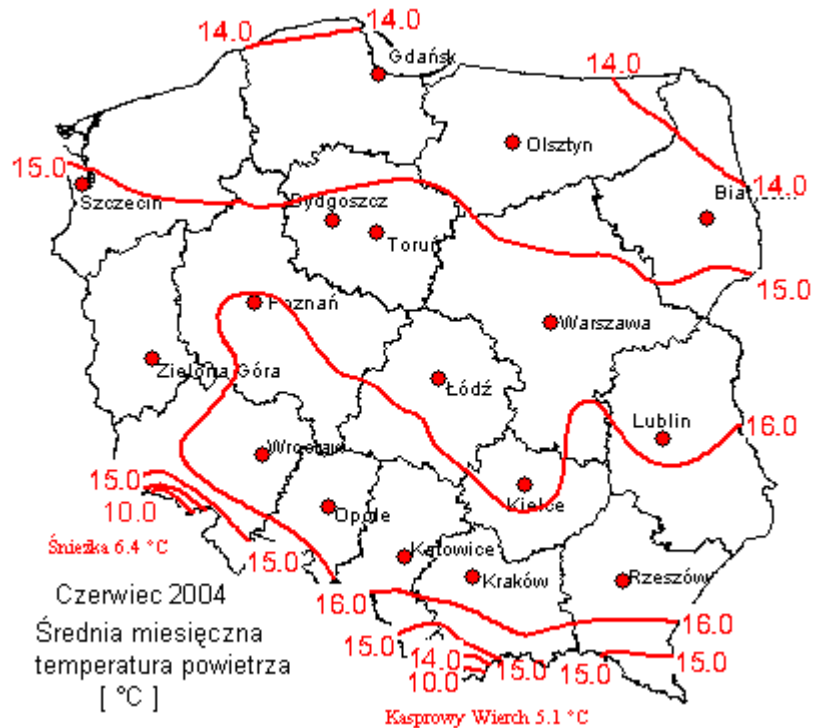 14.0
14.0
Gdańsk
14.0
Olsztyn
15.0
14.0
Szczecin
Bydgoszcz
Toruń
15.0
Poznań
Warszawa
Zielona Góra
Łódź
Lublin
16.0
Wrocław
15.0
10.0
Kielce
Opole
Śnieżka 6.4 °C
15.0
Katowice
Kraków
Rzeszów
Czerwiec 2004
16.0
16.0
Średnia miesięczna
15.0
temperatura powietrza
14.0
15.0
15.0
15.0
10.0
[ °C ]
Kasprowy Wierch 5.1 °C